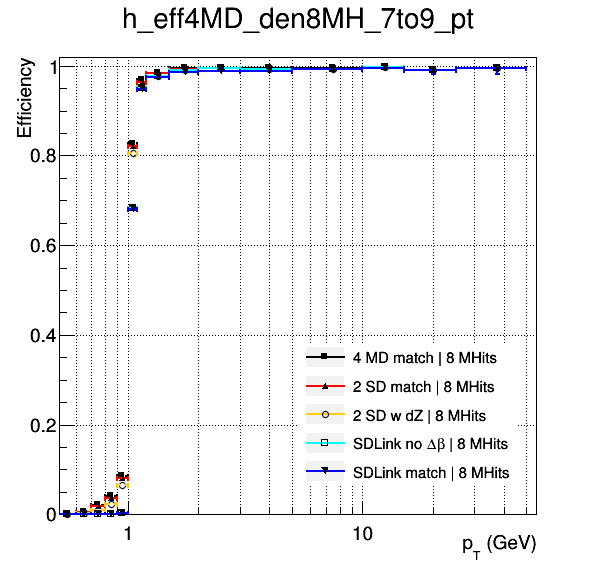 h_eff4MD_den8MH_7to9_pt
Efficiency
1
0.8
0.6
0.4
0.2
0
4 MD match | 8 MHits
2 SD match | 8 MHits
2 SD w dZ | 8 MHits
SDLink no Δβ | 8 MHits
SDLink match | 8 MHits
1 10
p_T (GeV)